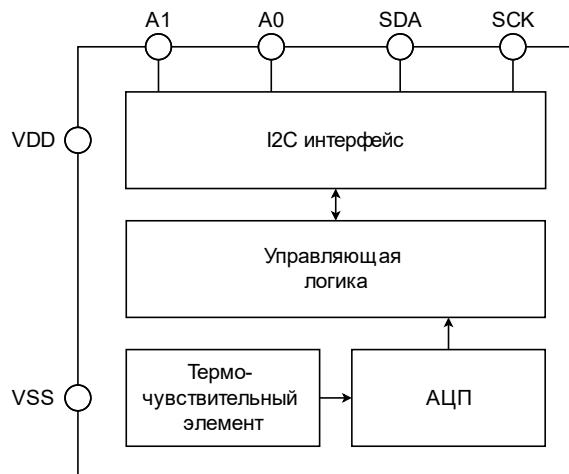 A1 A0 SDA SCK
VDD
I2C интерфейс
Управляющая
логика
Термо-
чувствительный
элемент
АЦП
VSS